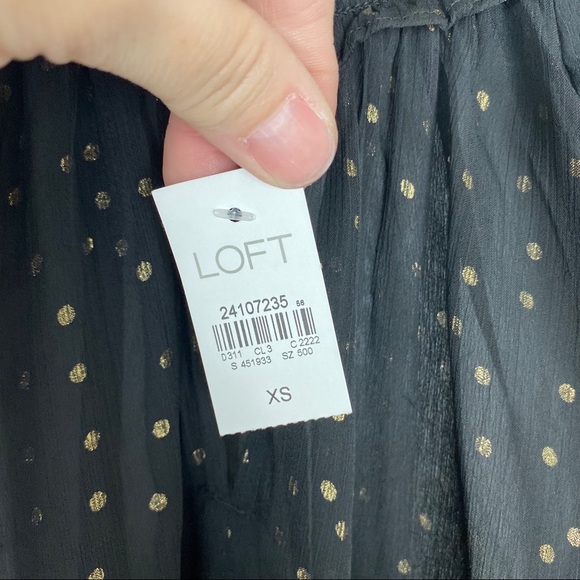 LOFT
24107235 56
D311 CL3 C2222
S 451933 SZ 500
XS